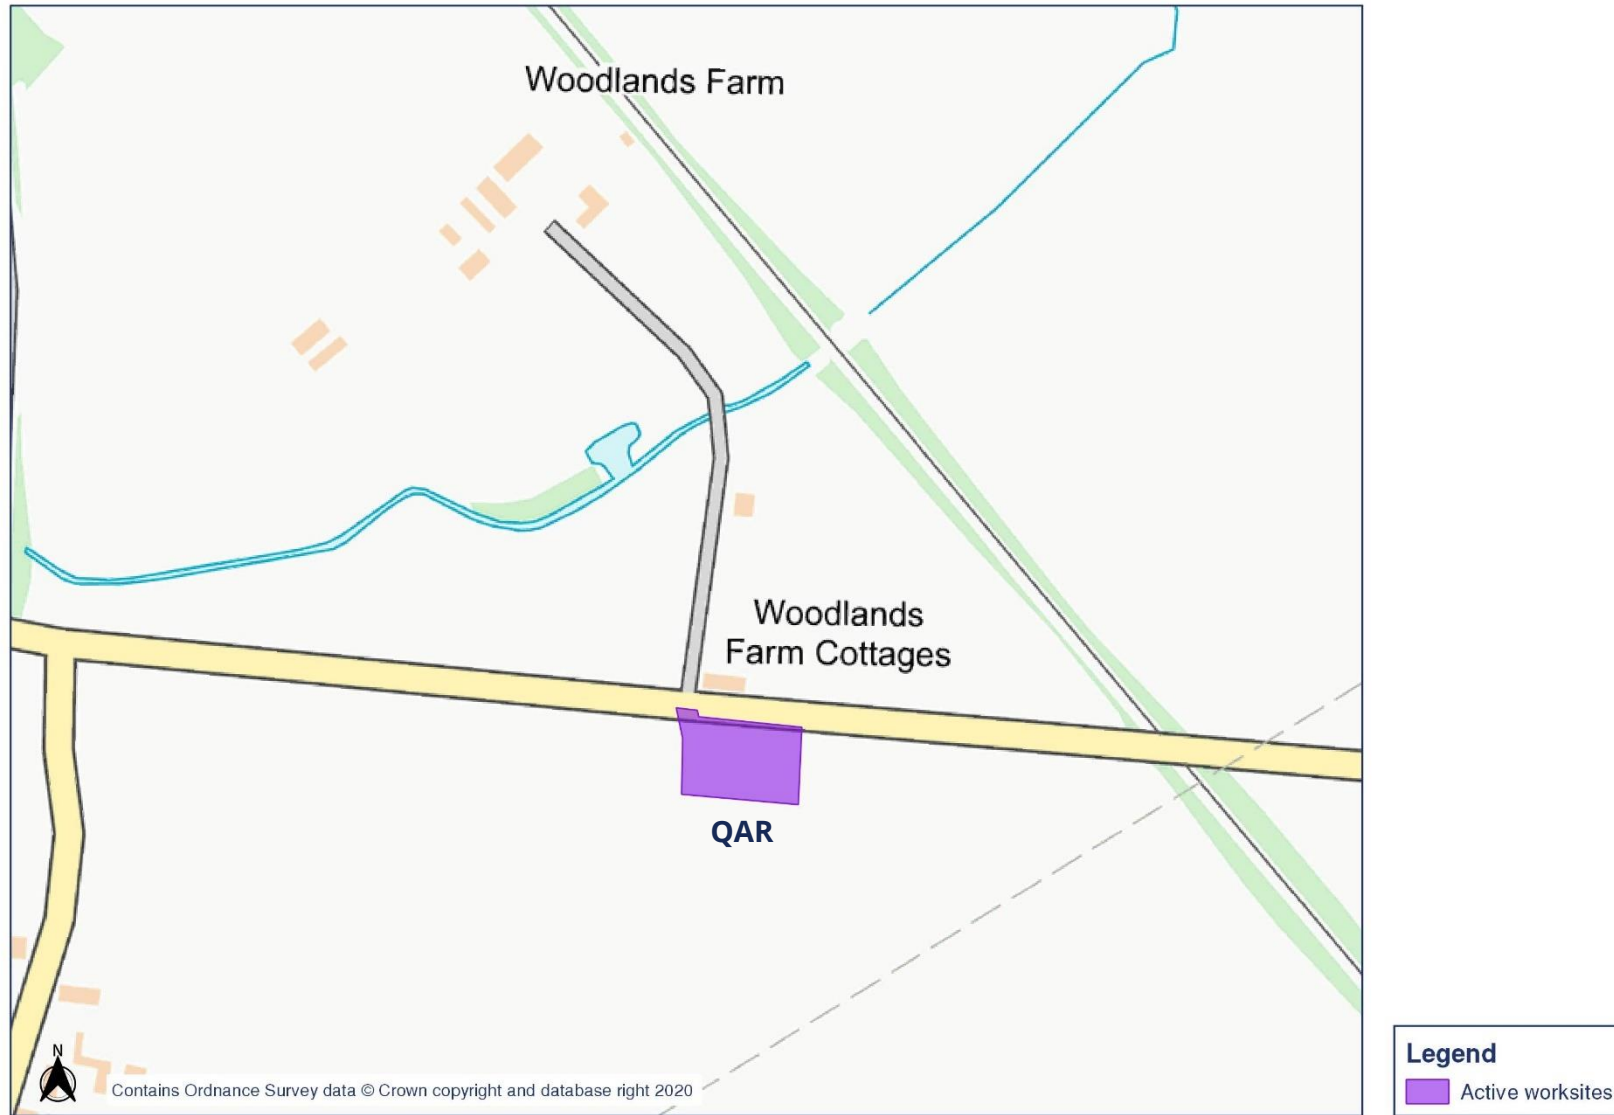 Woodlands Farm
Woodlands
Farm Cottages
QAR
N
Contains Ordnance Survey data © Crown copyright and database right 2020
Legend
Active worksites